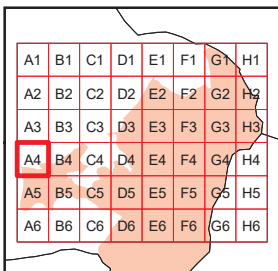 A1 B1 C1 D1 E1 F1 G1 H1
A2 B2 C2 D2 E2 F2 G2 H2
A3 B3 C3 D3 E3 F3 G3 H3
A4 B4 C4 D4 E4 F4 G4 H4
A5 B5 C5 D5 E5 F5 G5 H5
A6 B6 C6 D6 E6 F6 G6 H6